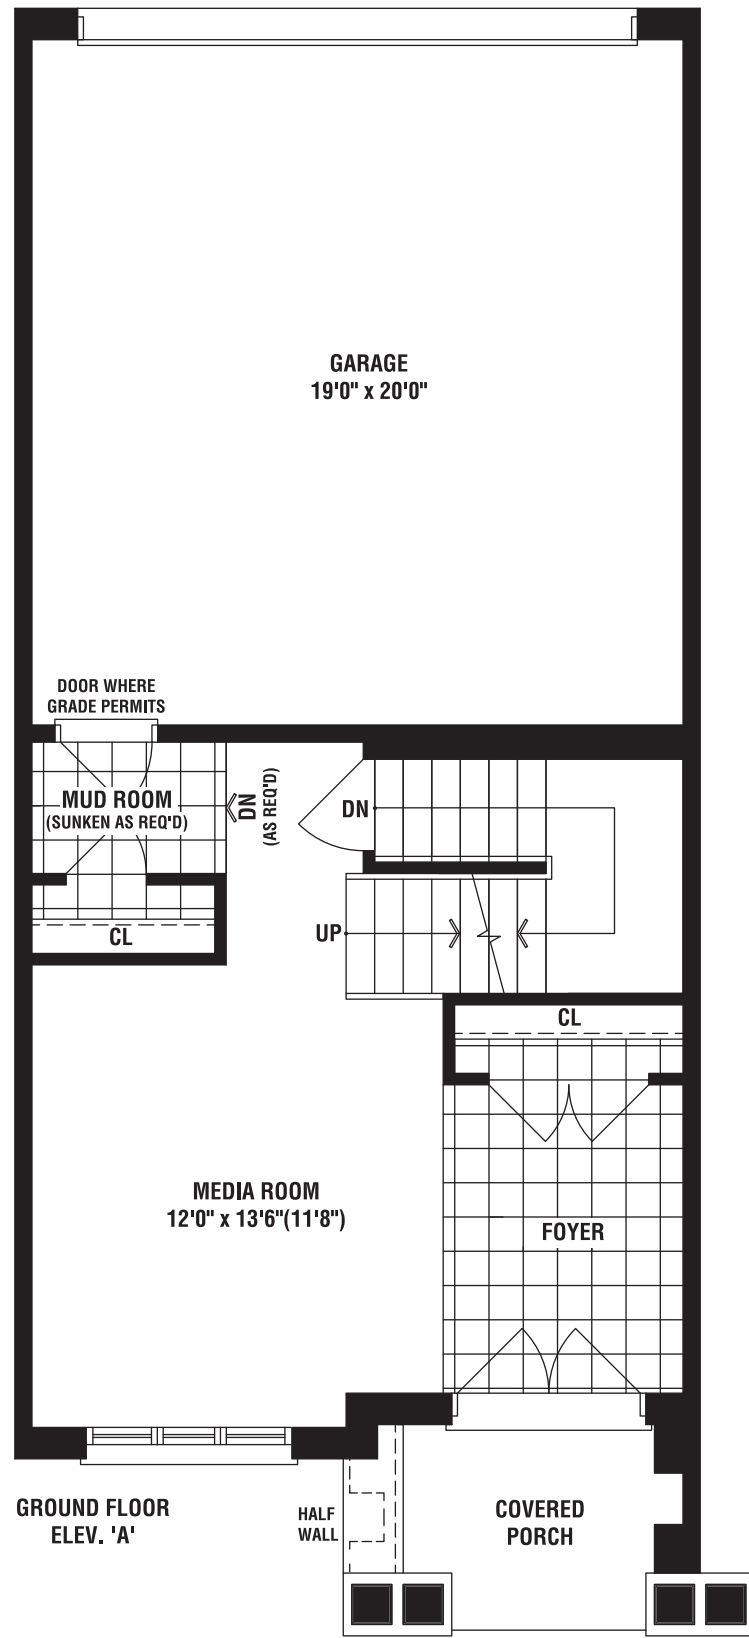 GARAGE
19'0" x 20'0"
DOOR WHERE
GRADE PERMITS
MUD ROOM
(SUNKEN AS REQ'D)
DN
(AS REQ'D)
DN
UP
CL
CL
MEDIA ROOM
12'0" x 13'6"(11'8")
FOYER
GROUND FLOOR
ELEV. 'A'
HALF
WALL
COVERED
PORCH